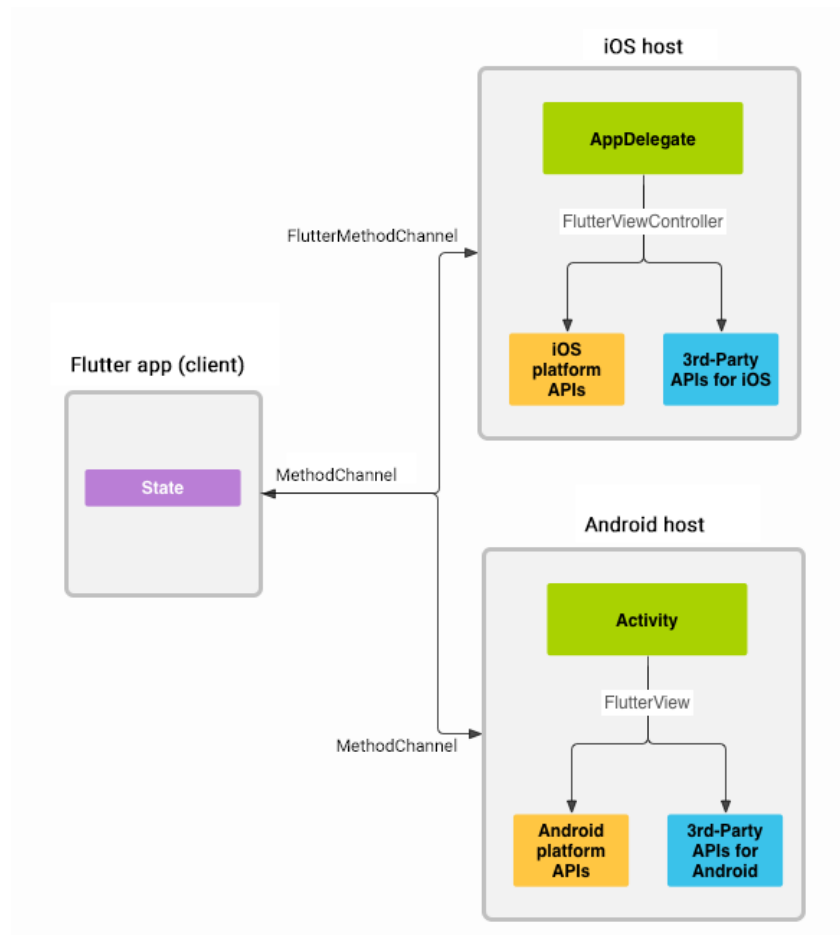 iOS host
AppDelegate
FlutterViewController
FlutterMethodChannel
iOS
platform
APIs
3rd-Party
APIs for iOS
Flutter app (client)
State
MethodChannel
Android host
Activity
FlutterView
MethodChannel
Android
platform
APIs
3rd-Party
APIs for
Android